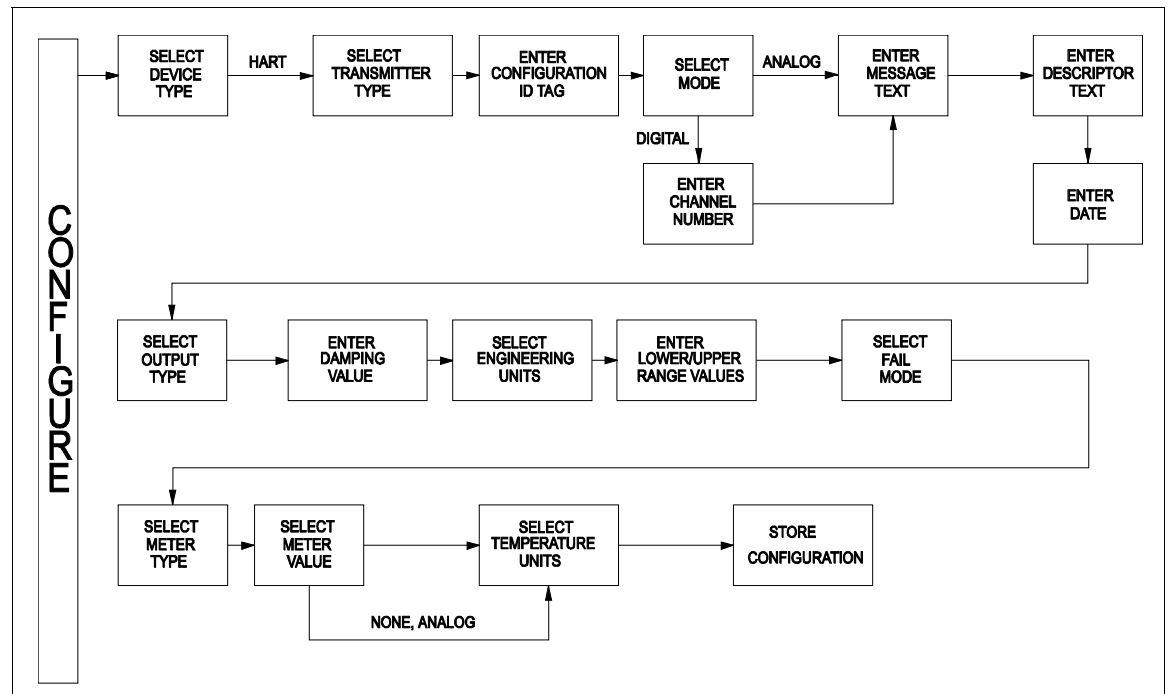 CONFIGURE
SELECT
DEVICE
TYPE
HART
SELECT
TRANSMITTER
TYPE
ENTER
CONFIGURATION
ID TAG
SELECT
MODE
ANALOG
ENTER
MESSAGE
TEXT
ENTER
DESCRIPTOR
TEXT
DIGITAL
ENTER
CHANNEL
NUMBER
ENTER
DATE
SELECT
OUTPUT
TYPE
ENTER
DAMPING
VALUE
SELECT
ENGINEERING
UNITS
ENTER
LOWER/UPPER
RANGE VALUES
SELECT
FAIL
MODE
SELECT
METER
TYPE
SELECT
METER
VALUE
SELECT
TEMPERATURE
UNITS
STORE
CONFIGURATION
NONE, ANALOG